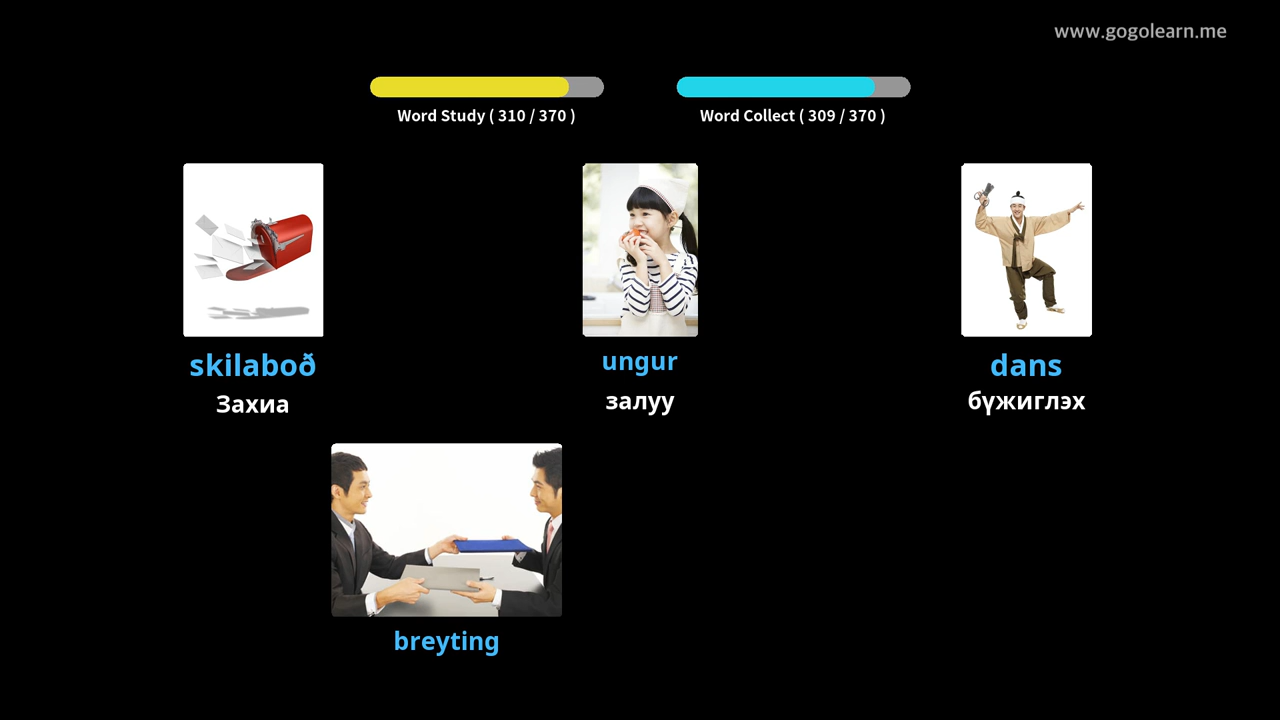 www.gogolearn.me
Word Study ( 310 / 370 )
Word Collect ( 309 / 370 )
skilaboð
Захиа
ungur
залуу
dans
бүжиглэх
breyting